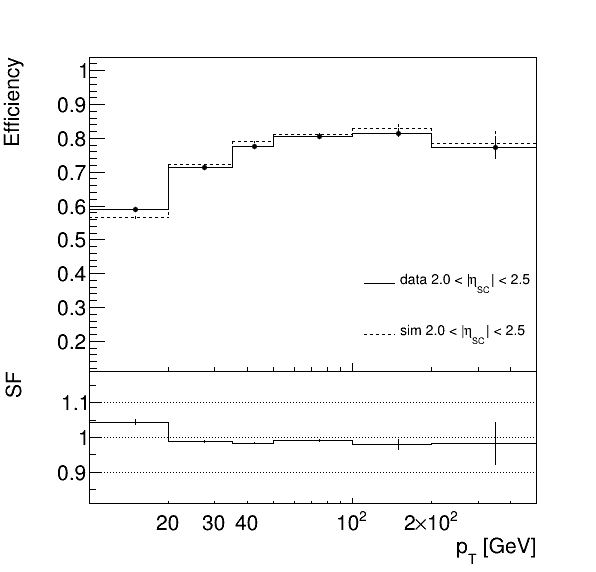 Efficiency
1
0.9
0.8
0.7
0.6
0.5
0.4
0.3
0.2
data 2.0 < |η_SC| < 2.5
sim 2.0 < |η_SC| < 2.5
SF
1.1
1
0.9
20 30 40 10² 2×10²
p_T [GeV]